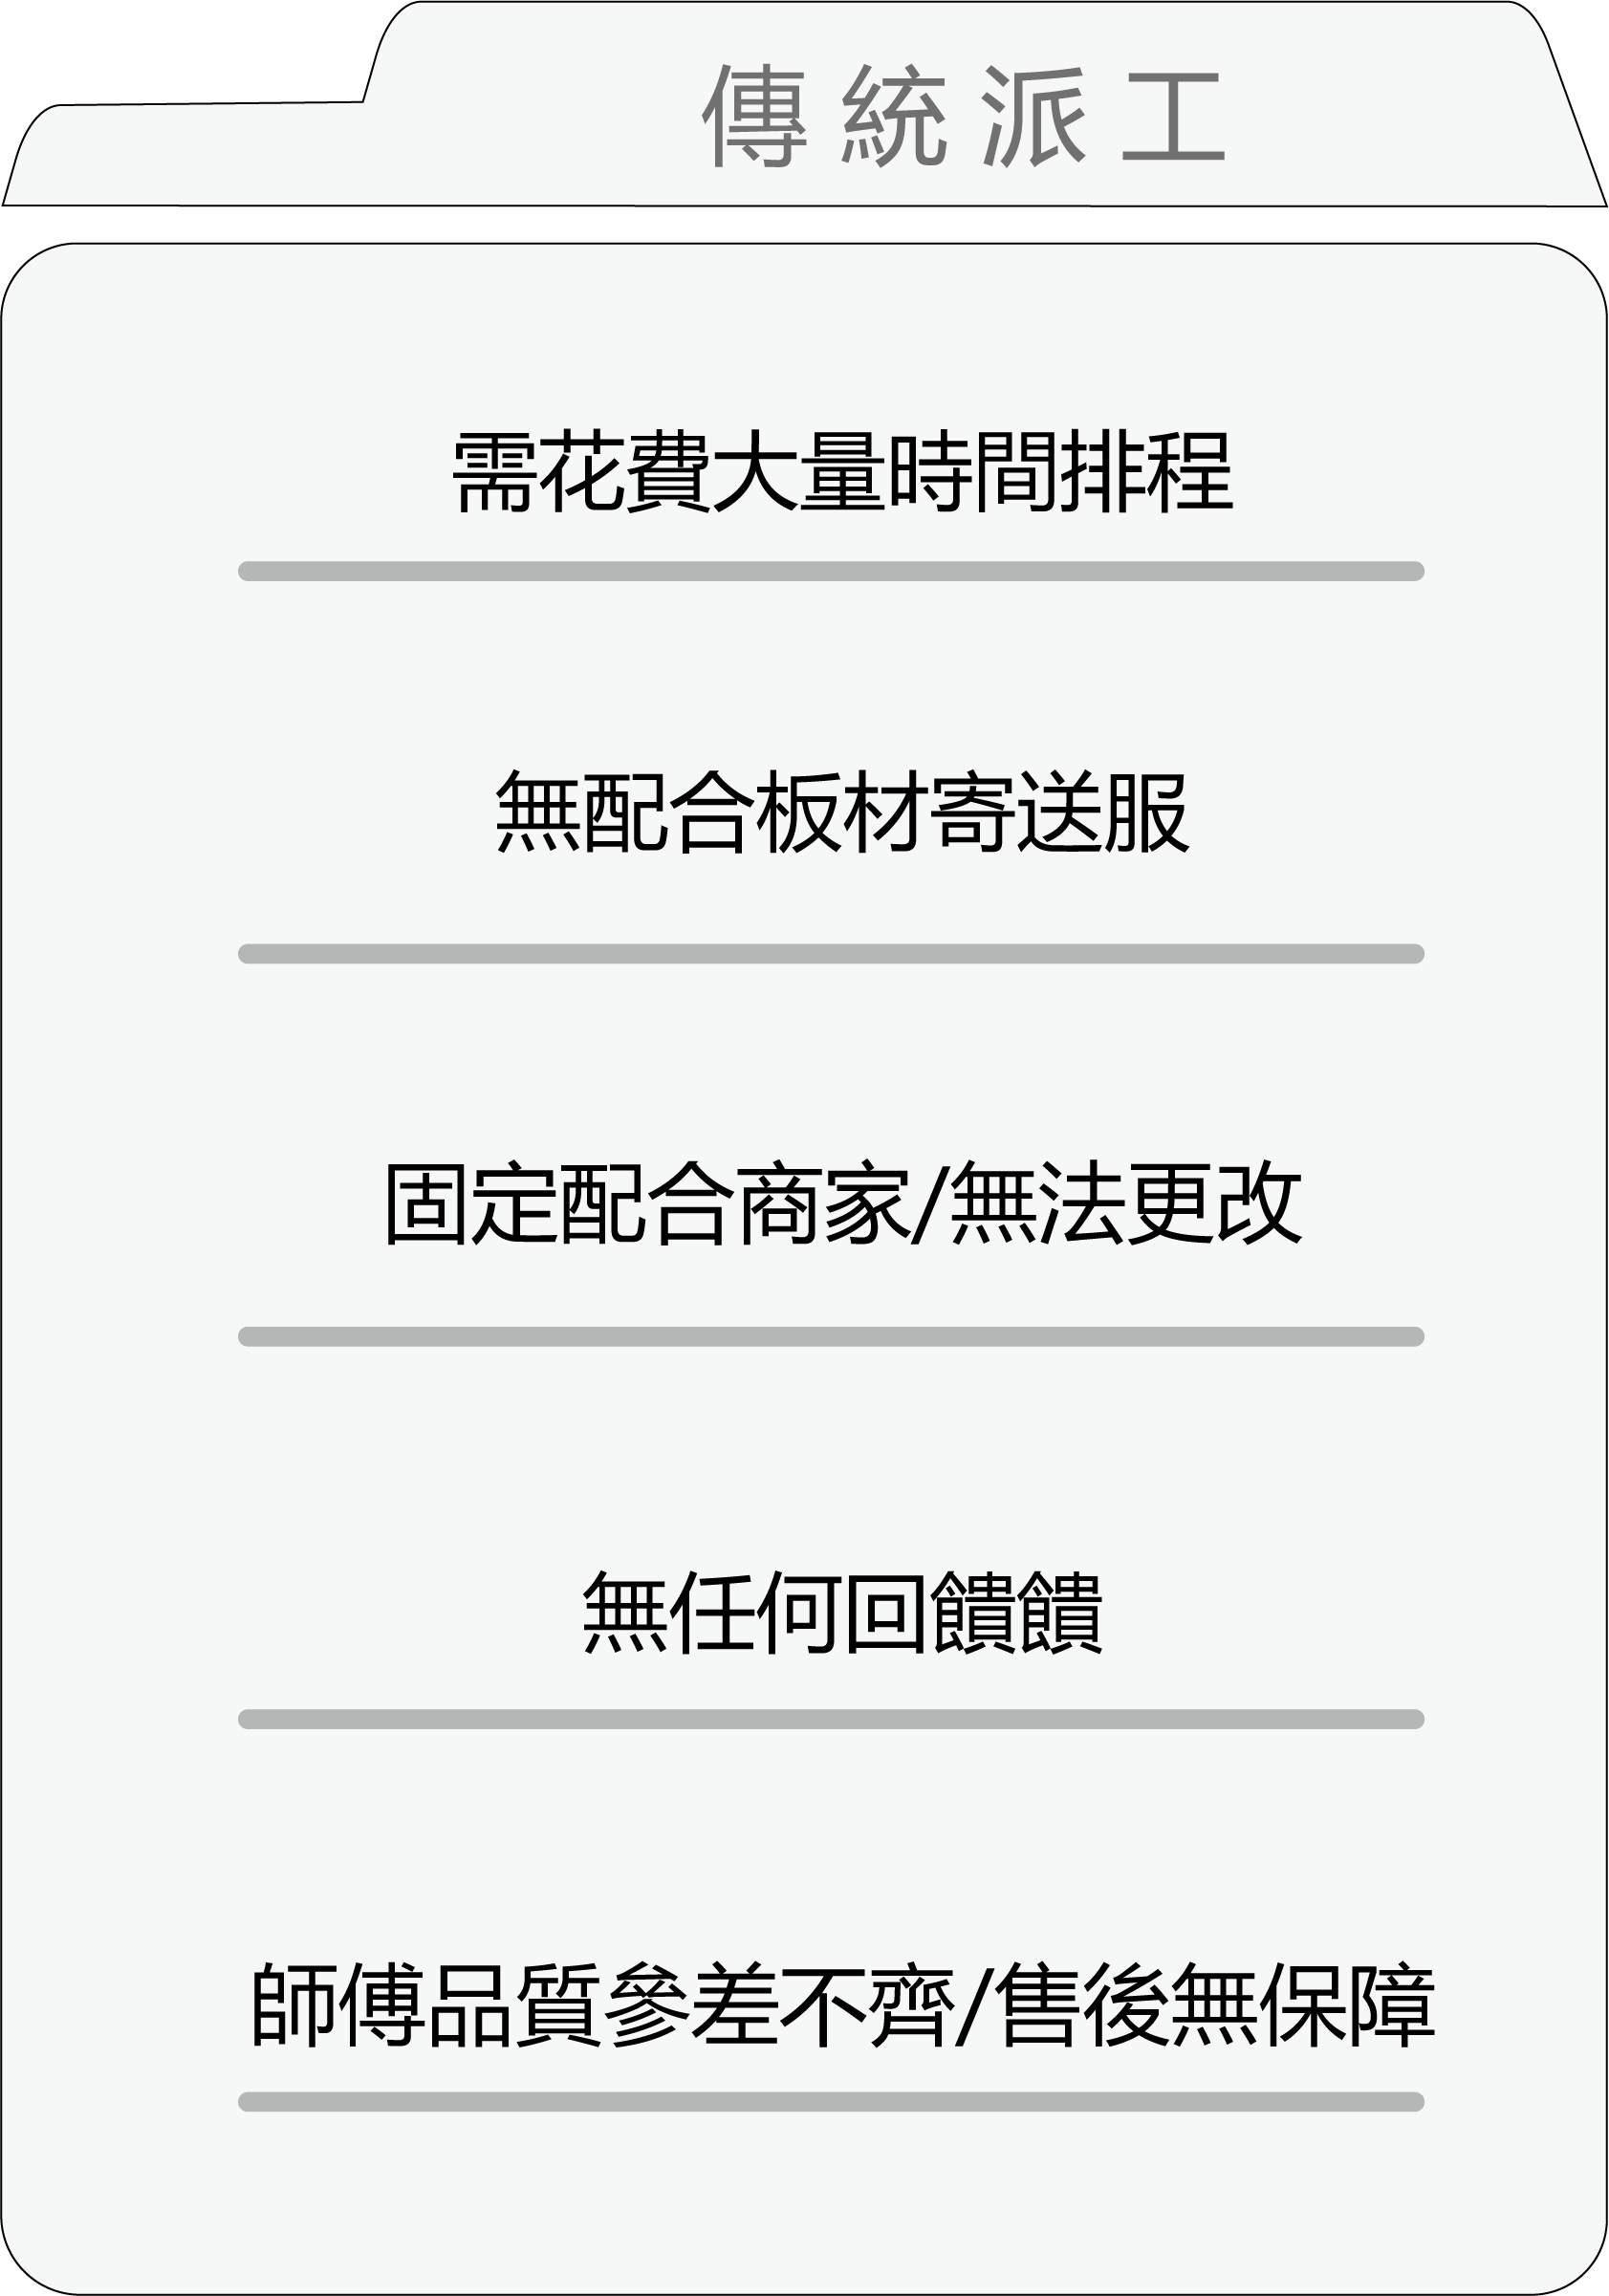 傳統派工
需花費大量時間排程
無配合板材寄送服
固定配合商家/無法更改
無任何回饋饋
師傅品質參差不齊/售後無保障